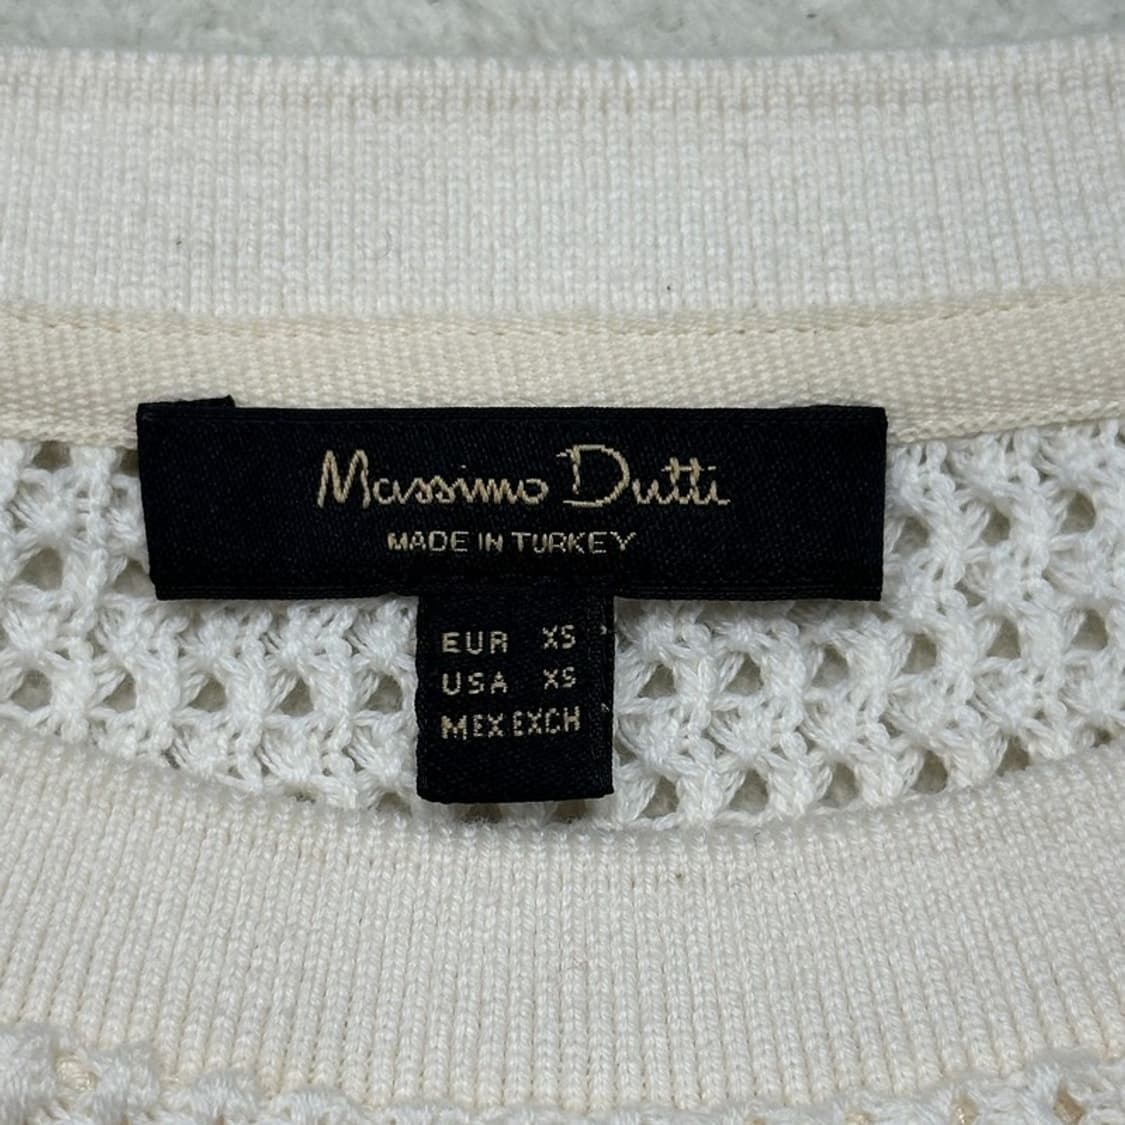 Massimo Dutti
MADE IN TURKEY
EUR XS
USA XS
MEX EXCH